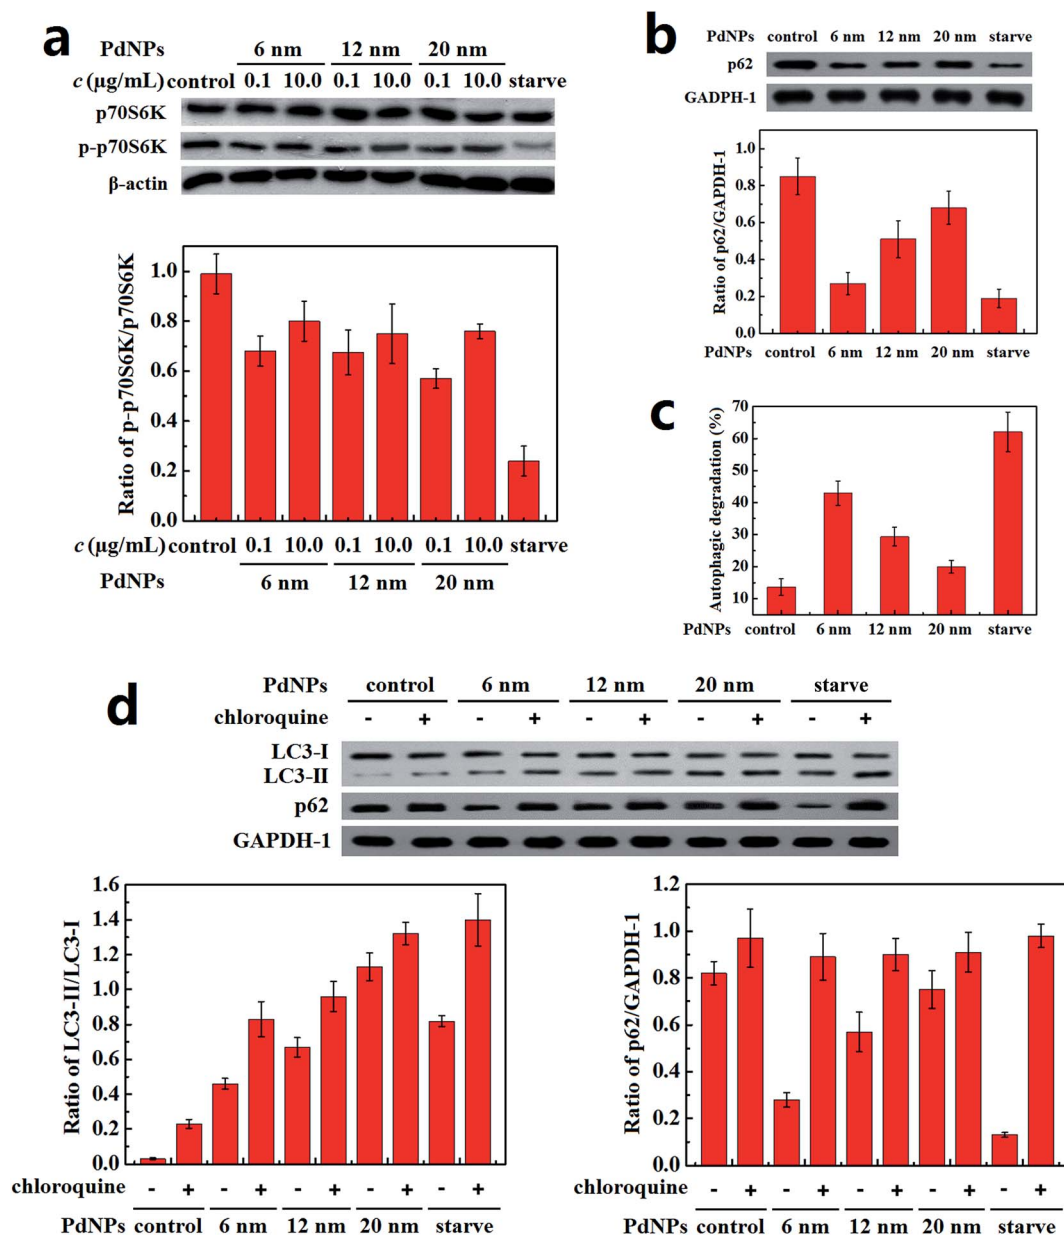 a
PdNPs 6 nm 12 nm 20 nm
c (μg/mL) control 0.1 10.0 0.1 10.0 0.1 10.0 starve
p70S6K
p-p70S6K
β-actin
Ratio of p-p70S6K/p70S6K
1.0
0.8
0.6
0.4
0.2
0.0
c (μg/mL) control 0.1 10.0 0.1 10.0 0.1 10.0 starve
PdNPs 6 nm 12 nm 20 nm
b
PdNPs control 6 nm 12 nm 20 nm starve
p62
GADPH-1
Ratio of p62/GAPDH-1
1.0
0.8
0.6
0.4
0.2
0.0
PdNPs control 6 nm 12 nm 20 nm starve
c
Autophagic degradation (%)
70
60
50
40
30
20
10
PdNPs control 6 nm 12 nm 20 nm starve
d
PdNPs control 6 nm 12 nm 20 nm starve
chloroquine - + - + - + - + - +
LC3-I
LC3-II
p62
GAPDH-1
Ratio of LC3-II/LC3-I
1.6
1.4
1.2
1.0
0.8
0.6
0.4
0.2
0.0
chloroquine - + - + - + - + - +
PdNPs control 6 nm 12 nm 20 nm starve
Ratio of p62/GAPDH-1
1.2
1.0
0.8
0.6
0.4
0.2
0.0
chloroquine - + - + - + - + - +
PdNPs control 6 nm 12 nm 20 nm starve